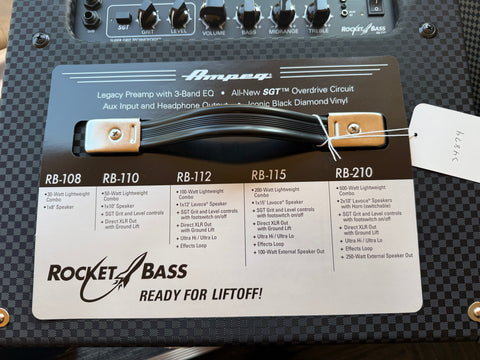 SGT
GRIT
LEVEL
VOLUME
BASS
MIDRANGE
TREBLE
ROCKET BASS
Ampeg
Legacy Preamp with 3-Band EQ • All-New SGT™ Overdrive Circuit
Aux Input and Headphone Output • Iconic Black Diamond Vinyl
RB-108
•30-Watt Lightweight
Combo
•1x8" Speaker
RB-110
•50-Watt Lightweight
Combo
1x10" Speaker
• SGT Grit and Level controls
• Direct XLR Out
with Ground Lift
RB-112
•100-Watt Lightweight
Combo
•1x12" Lavoce® Speaker
• SGT Grit and Level controls
with footswitch on/off
• Direct XLR Out
with Ground Lift
+ Ultra Hi / Ultra Lo
+ Effects Loop
RB-115
•200-Watt Lightweight
Combo
•1x15" Lavoce® Speaker
• SGT Grit and Level controls
with footswitch on/off
• Direct XLR Out
with Ground Lift
• Ultra Hi / Ultra Lo
• Effects Loop
+ 100-Watt External Speaker Out
RB-210
•500-Watt Lightweight
Combo
•2x10" Lavoce® Speakers
with Horn (switchable)
• SGT Grit and Level controls
with footswitch on/off
• Direct XLR Out
with Ground Lift
• Ultra Hi / Ultra Lo
• Effects Loop
+ 250-Watt External Speaker Out
ROCKET BASS
READY FOR LIFTOFF!